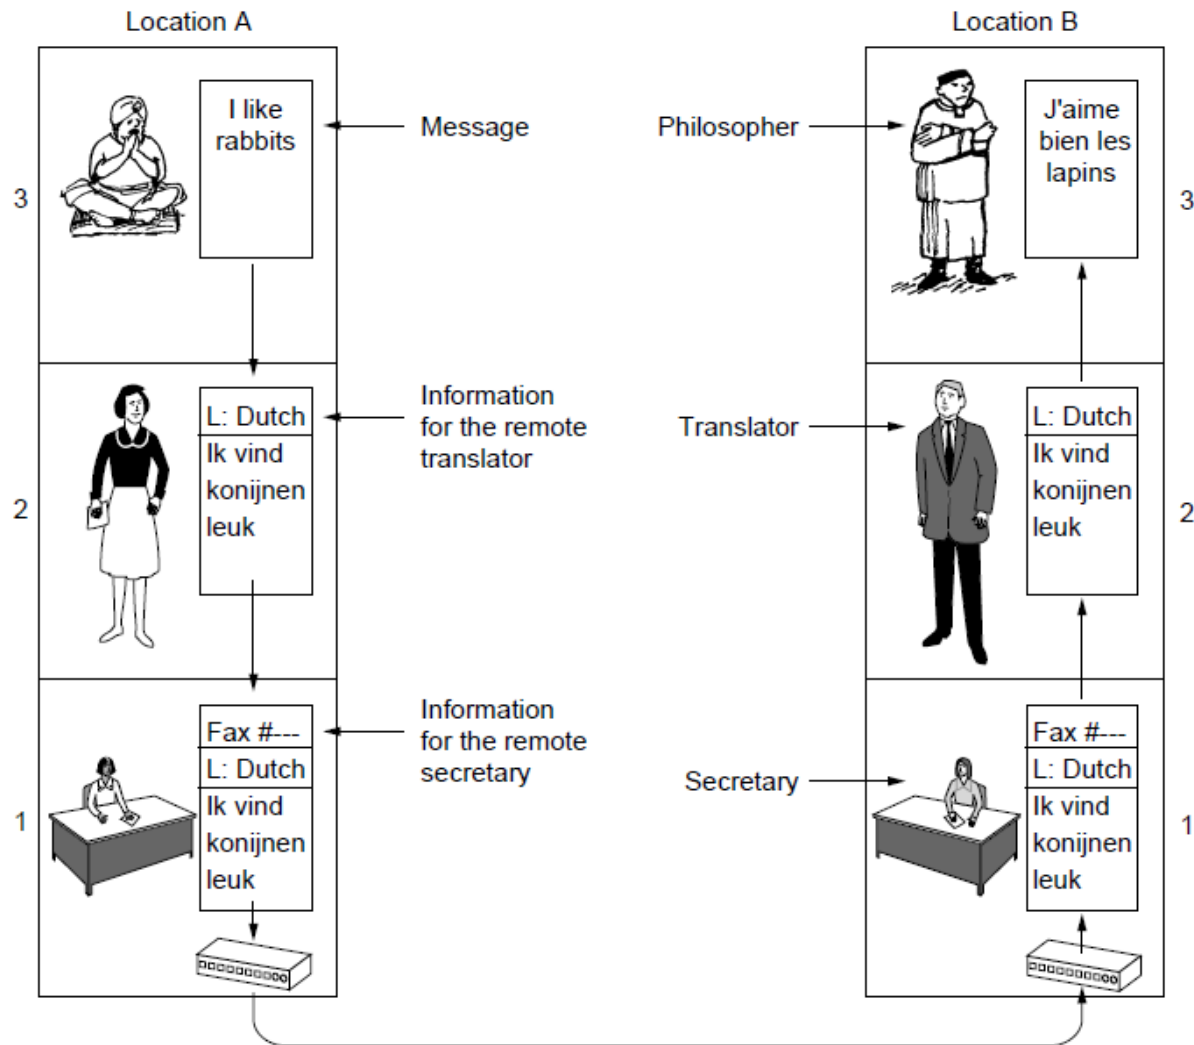 Location A
Location B
I like
rabbits
Message
Philosopher
J'aime
bien les
lapins
3
3
L: Dutch
Ik vind
konijnen
leuk
Information
for the remote
translator
Translator
L: Dutch
Ik vind
konijnen
leuk
2
2
Fax #---
L: Dutch
Ik vind
konijnen
leuk
Information
for the remote
secretary
Secretary
Fax #---
L: Dutch
Ik vind
konijnen
leuk
1
1